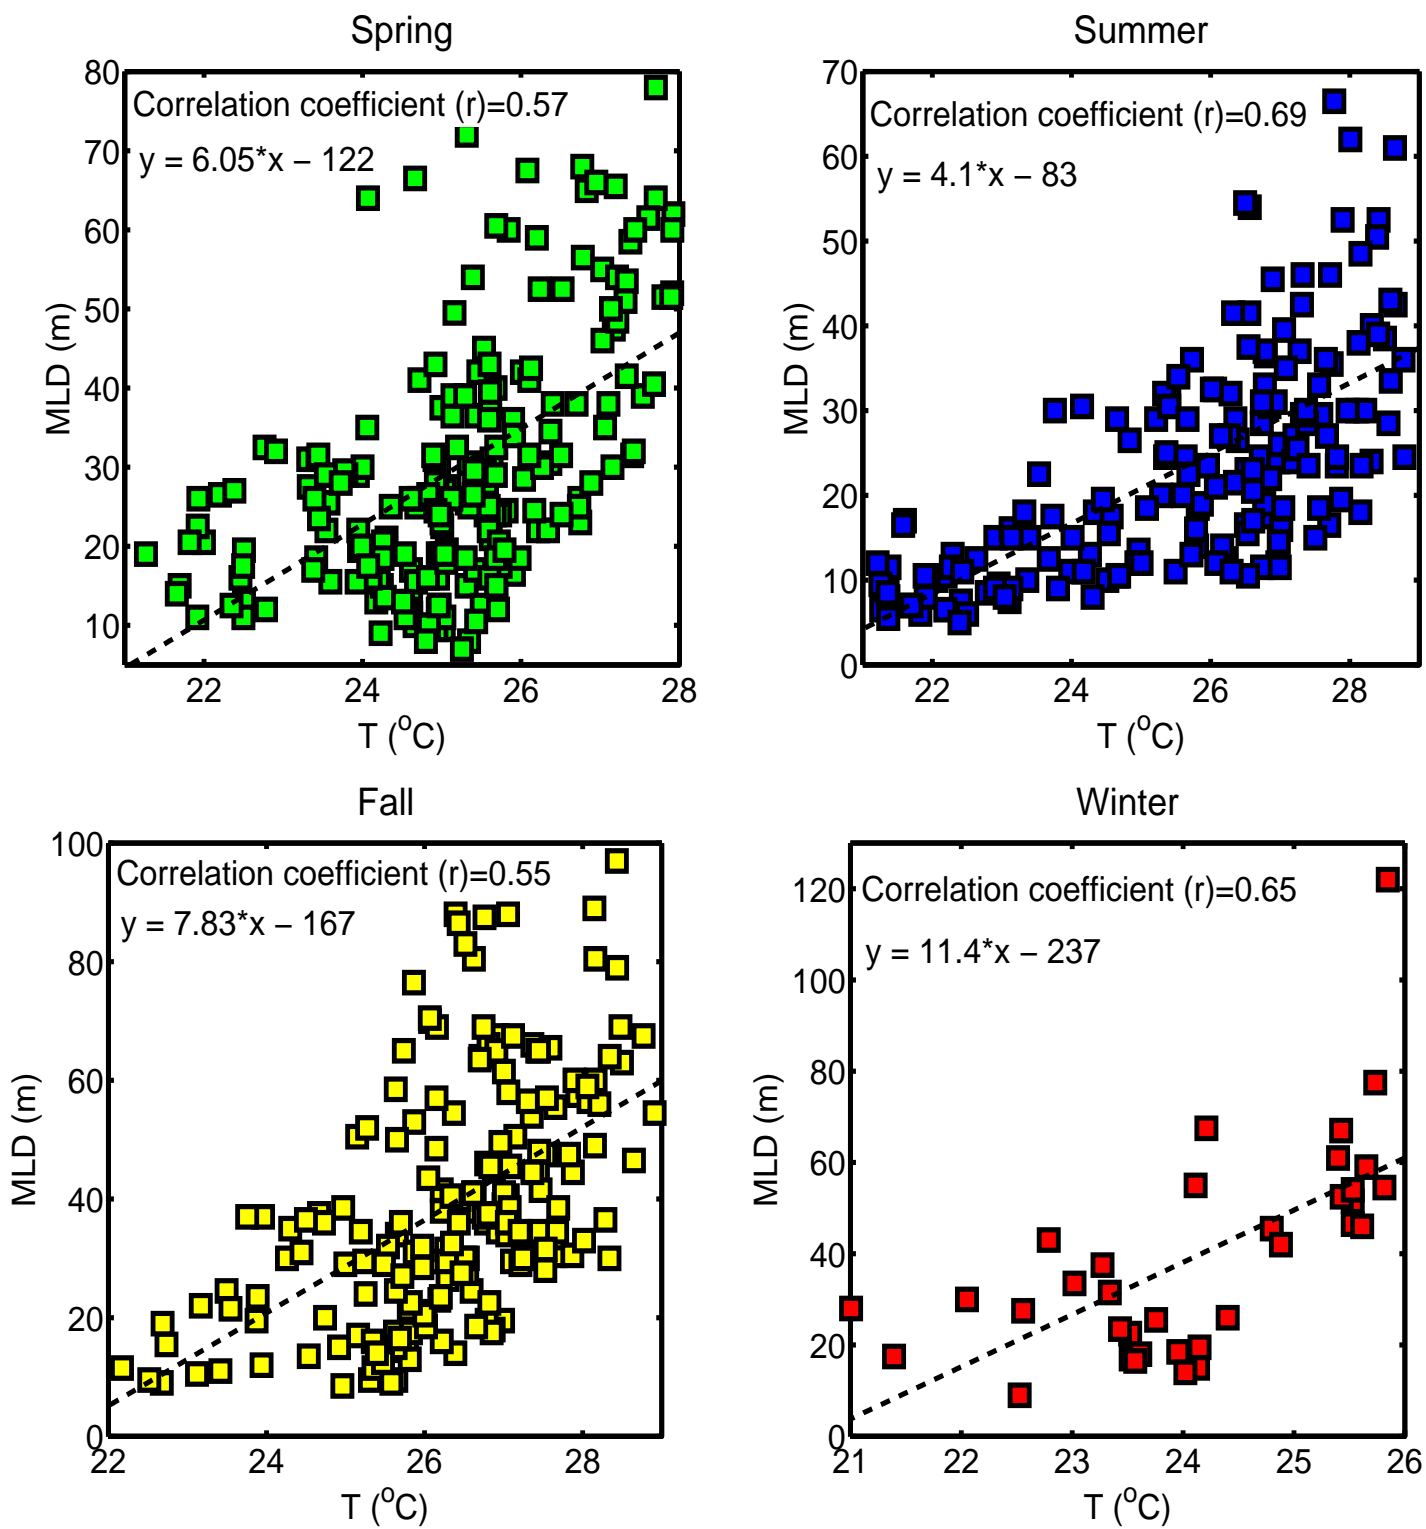 Spring
Correlation coefficient (r)=0.57
y = 6.05*x − 122
80
70
60
50
40
30
20
10
MLD (m)
22 24 26 28
T (°C)
Summer
Correlation coefficient (r)=0.69
y = 4.1*x − 83
70
60
50
40
30
20
10
0
MLD (m)
22 24 26 28
T (°C)
Fall
Correlation coefficient (r)=0.55
y = 7.83*x − 167
100
80
60
40
20
0
MLD (m)
22 24 26 28
T (°C)
Winter
Correlation coefficient (r)=0.65
y = 11.4*x − 237
120
100
80
60
40
20
0
MLD (m)
21 22 23 24 25 26
T (°C)